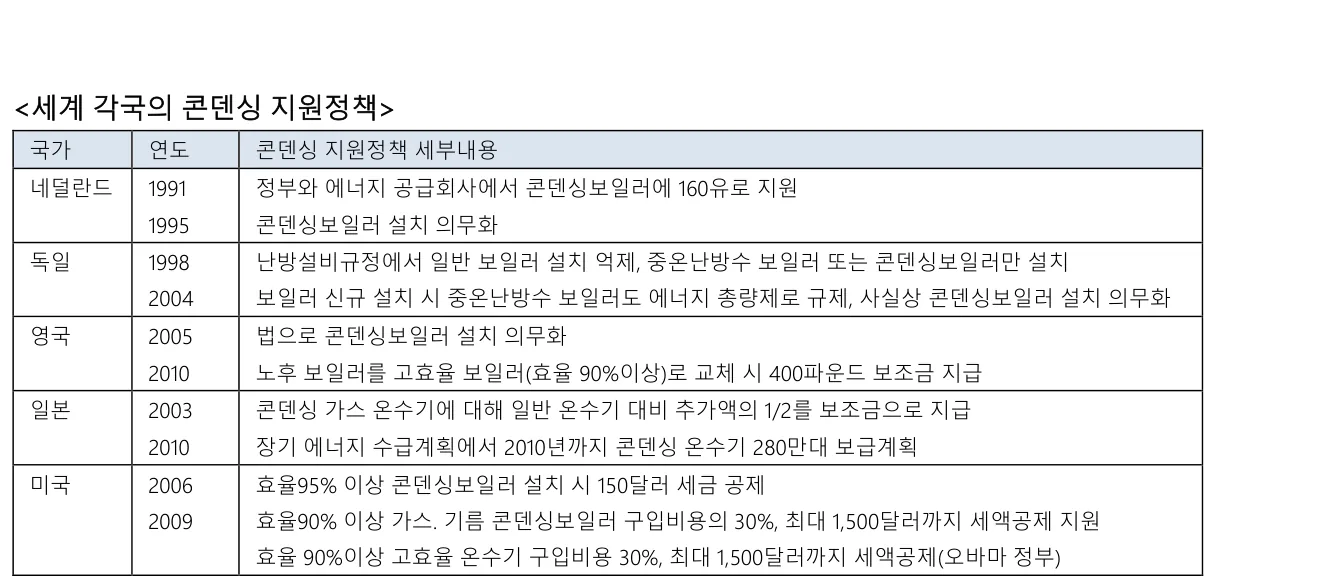 <세계 각국의 콘덴싱 지원정책>
국가 연도 콘덴싱 지원정책 세부내용
네덜란드 1991 정부와 에너지 공급회사에서 콘덴싱보일러에 160유로 지원
1995 콘덴싱보일러 설치 의무화
독일 1998 난방설비규정에서 일반 보일러 설치 억제, 중온난방수 보일러 또는 콘덴싱보일러만 설치
2004 보일러 신규 설치 시 중온난방수 보일러도 에너지 총량제로 규제, 사실상 콘덴싱보일러 설치 의무화
영국 2005 법으로 콘덴싱보일러 설치 의무화
2010 노후 보일러를 고효율 보일러(효율 90%이상)로 교체 시 400파운드 보조금 지급
일본 2003 콘덴싱 가스 온수기에 대해 일반 온수기 대비 추가액의 1/2를 보조금으로 지급
2010 장기 에너지 수급계획에서 2010년까지 콘덴싱 온수기 280만대 보급계획
미국 2006 효율95% 이상 콘덴싱보일러 설치 시 150달러 세금 공제
2009 효율90% 이상 가스. 기름 콘덴싱보일러 구입비용의 30%, 최대 1,500달러까지 세액공제 지원
효율 90%이상 고효율 온수기 구입비용 30%, 최대 1,500달러까지 세액공제(오바마 정부)